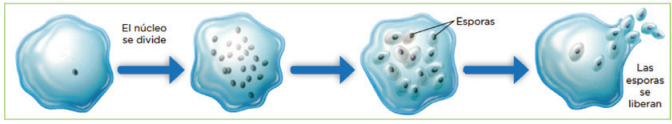 El núcleo
se divide
Esporas
Las
esporas
se
liberan